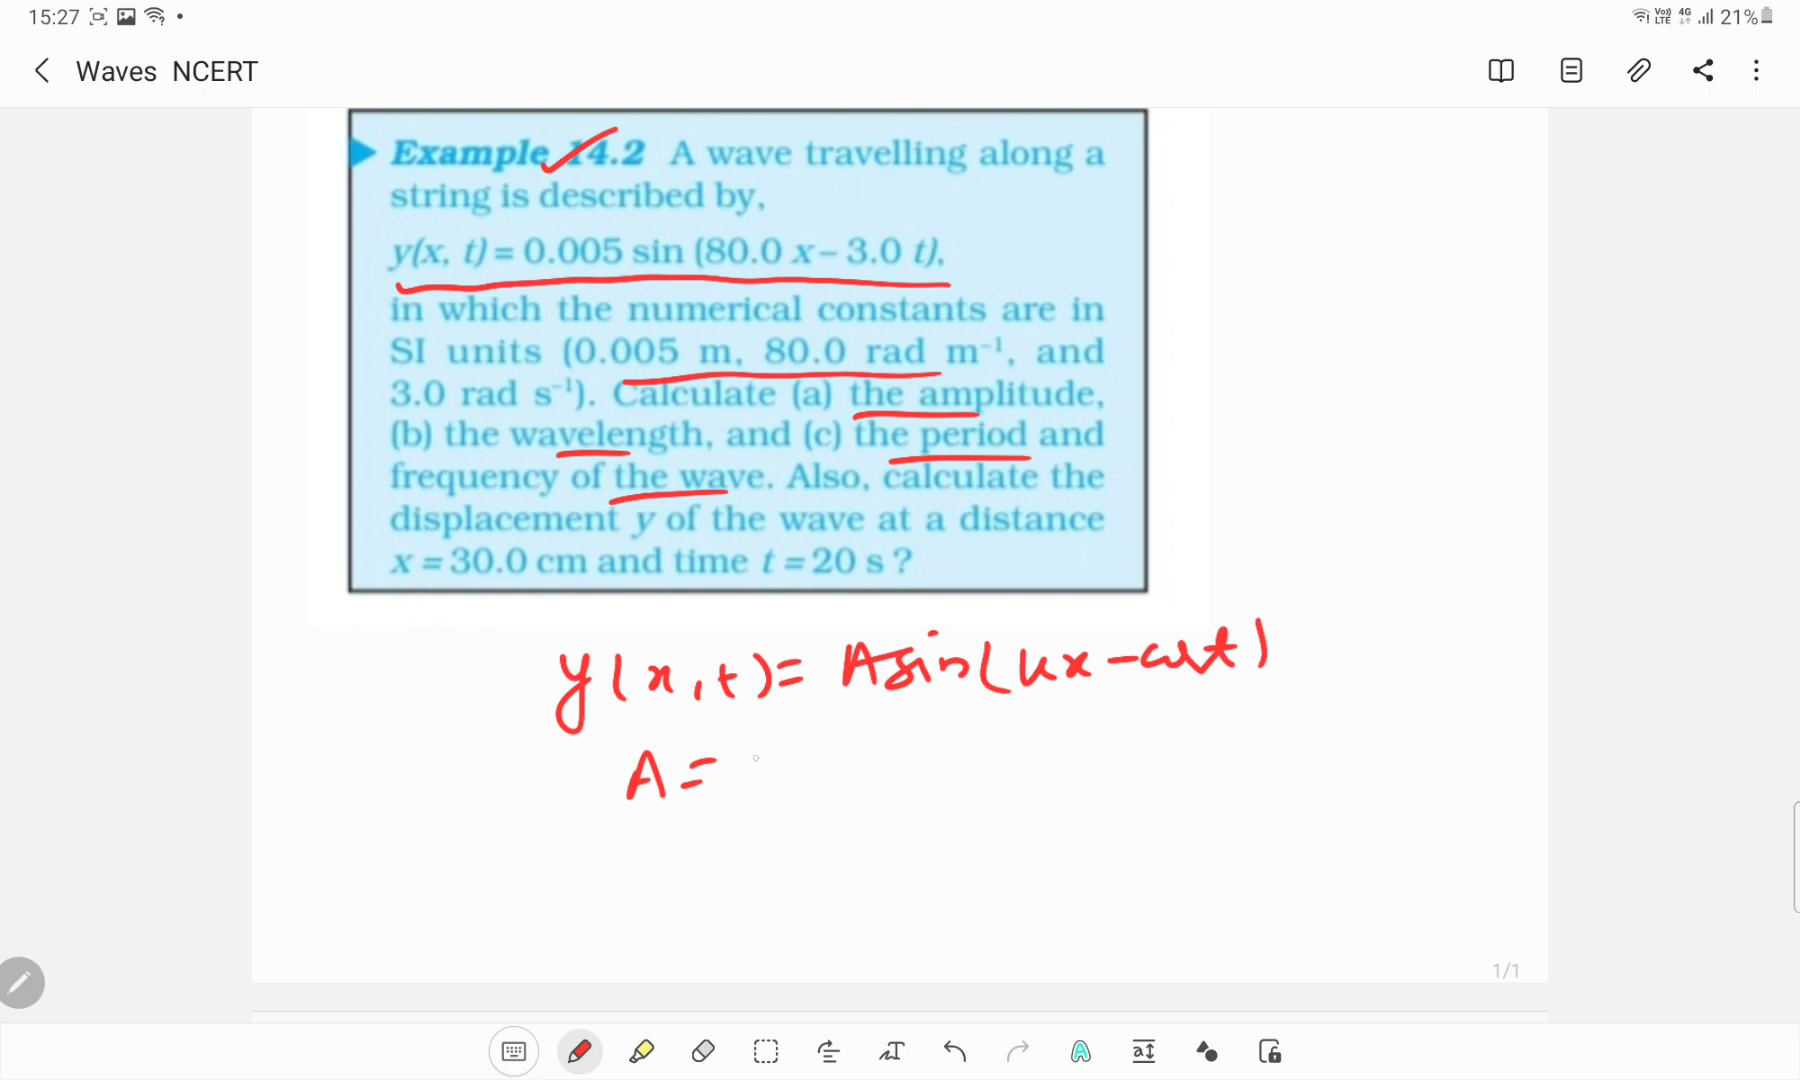 15:27
VoLTE 4G 21%
Waves NCERT
Example 14.2 A wave travelling along a
string is described by,
y(x, t) = 0.005 sin (80.0 x – 3.0 t),
in which the numerical constants are in
SI units (0.005 m, 80.0 rad m⁻¹, and
3.0 rad s⁻¹). Calculate (a) the amplitude,
(b) the wavelength, and (c) the period and
frequency of the wave. Also, calculate the
displacement y of the wave at a distance
x = 30.0 cm and time t = 20 s ?
y(x,t)= A sin(kx-ωt)
A =
1/1